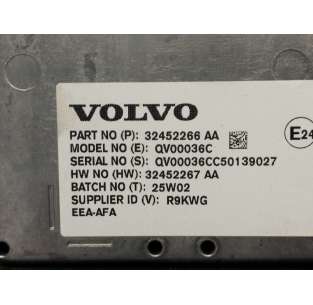 VOLVO
PART NO (P): 32452266 AA
MODEL NO (E): QV00036C
SERIAL NO (S): QV00036CC50139027
HW NO (HW): 32452267 AA
BATCH NO (T): 25W02
SUPPLIER ID (V): R9KWG
EEA-AFA
E24